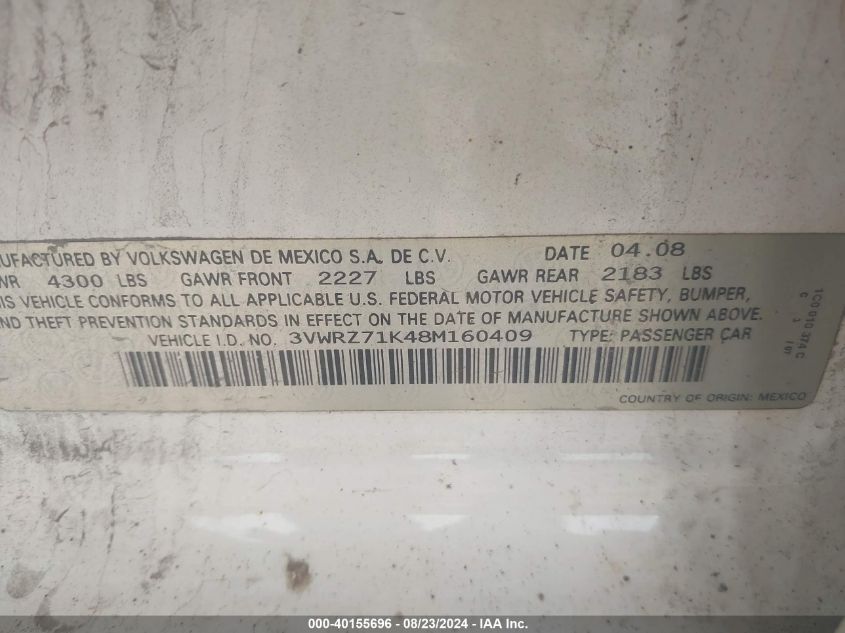 UFACTURED BY VOLKSWAGEN DE MEXICO S.A. DE C.V. DATE 04.08
WR 4300 LBS GAWR FRONT 2227 LBS GAWR REAR 2183 LBS
IS VEHICLE CONFORMS TO ALL APPLICABLE U.S. FEDERAL MOTOR VEHICLE SAFETY, BUMPER,
ND THEFT PREVENTION STANDARDS IN EFFECT ON THE DATE OF MANUFACTURE SHOWN ABOVE.
VEHICLE I.D. NO. 3VWRZ71K48M160409 TYPE: PASSENGER CAR
COUNTRY OF ORIGIN: MEXICO
1C0 010 374 C
000-40155696 - 08/23/2024 - IAA Inc.